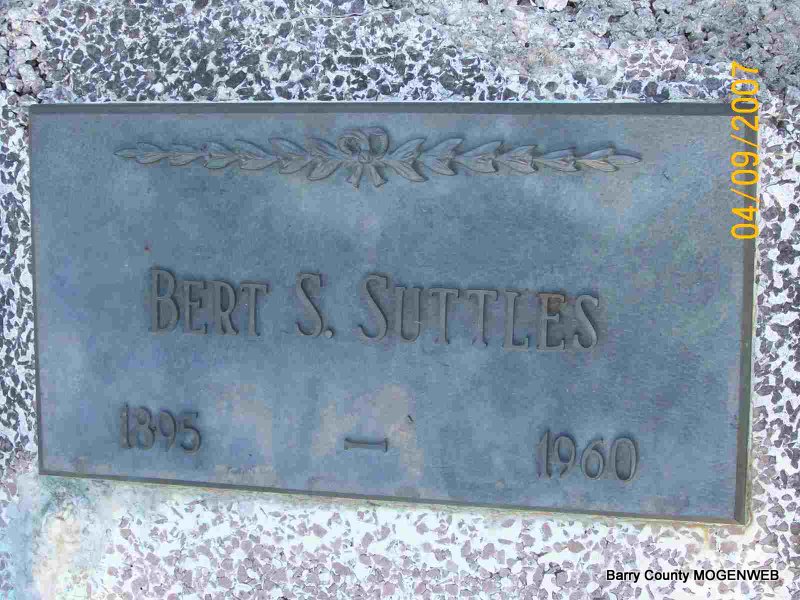 04/09/2007
BERT S. SUTTLES
1895 — 1960
Barry County MOGENWEB